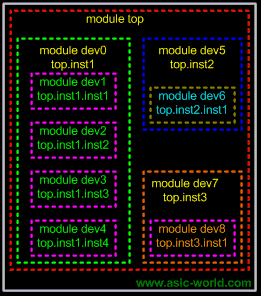 module top
module dev0
top.inst1
module dev1
top.inst1.inst1
module dev2
top.inst1.inst2
module dev3
top.inst1.inst3
module dev4
top.inst1.inst4
module dev5
top.inst2
module dev6
top.inst2.inst1
module dev7
top.inst3
module dev8
top.inst3.inst1
www.asic-world.com